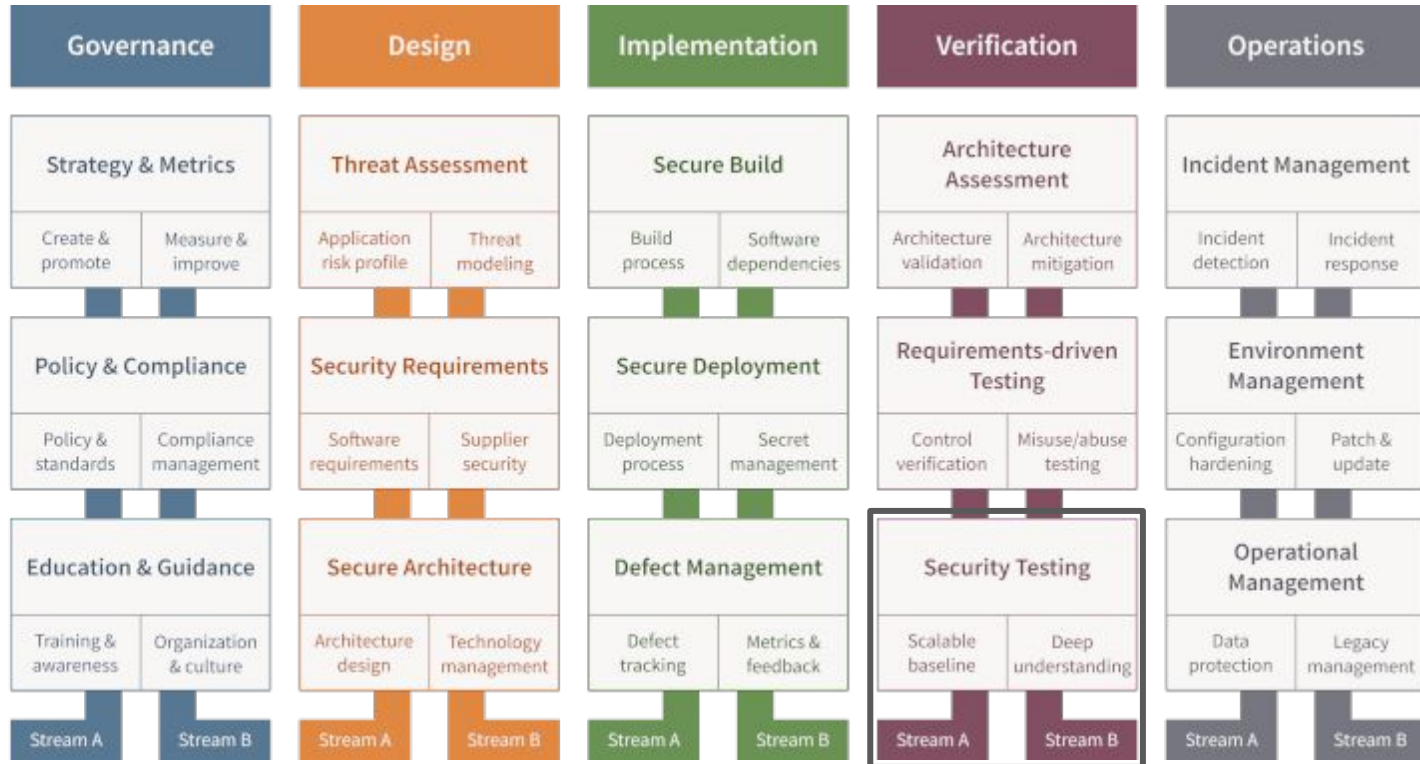 Governance
Design
Implementation
Verification
Operations
Strategy & Metrics
Create &
promote
Measure &
improve
Threat Assessment
Application
risk profile
Threat
modeling
Secure Build
Build
process
Software
dependencies
Architecture
Assessment
Architecture
validation
Architecture
mitigation
Incident Management
Incident
detection
Incident
response
Policy & Compliance
Policy &
standards
Compliance
management
Security Requirements
Software
requirements
Supplier
security
Secure Deployment
Deployment
process
Secret
management
Requirements-driven
Testing
Control
verification
Misuse/abuse
testing
Environment
Management
Configuration
hardening
Patch &
update
Education & Guidance
Training &
awareness
Organization
& culture
Secure Architecture
Architecture
design
Technology
management
Defect Management
Defect
tracking
Metrics &
feedback
Security Testing
Scalable
baseline
Deep
understanding
Operational
Management
Data
protection
Legacy
management
Stream A
Stream B
Stream A
Stream B
Stream A
Stream B
Stream A
Stream B
Stream A
Stream B